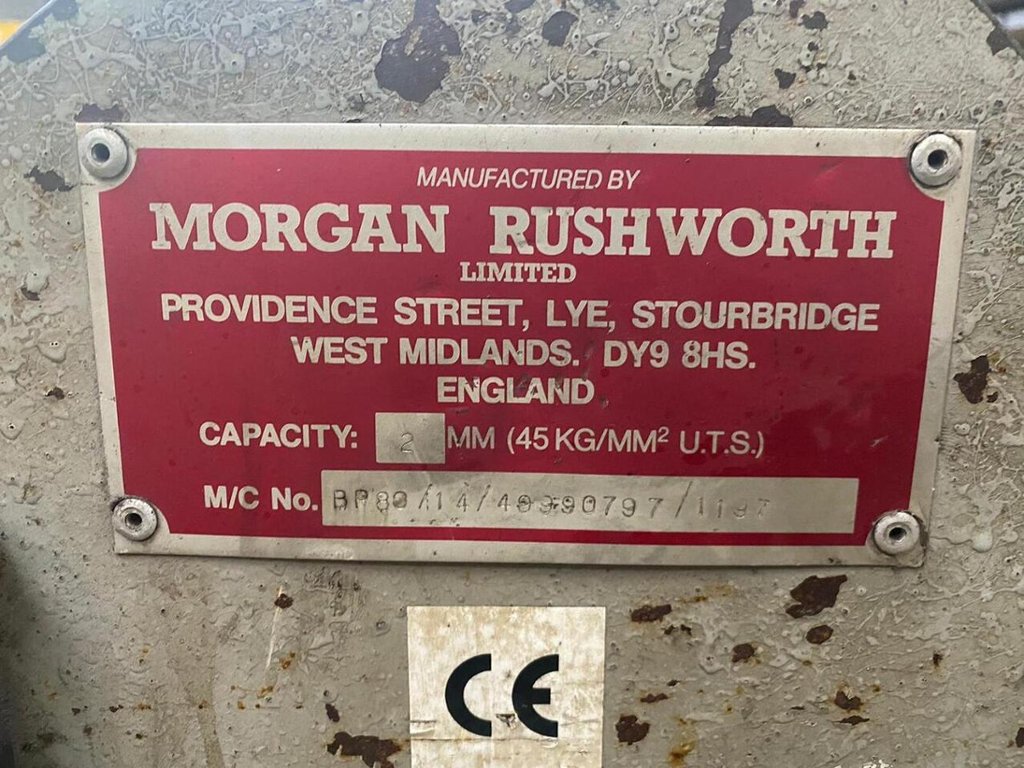 MANUFACTURED BY
MORGAN RUSHWORTH
LIMITED
PROVIDENCE STREET, LYE, STOURBRIDGE
WEST MIDLANDS. DY9 8HS.
ENGLAND
CAPACITY: 2 MM (45 KG/MM² U.T.S.)
M/C No.
CE